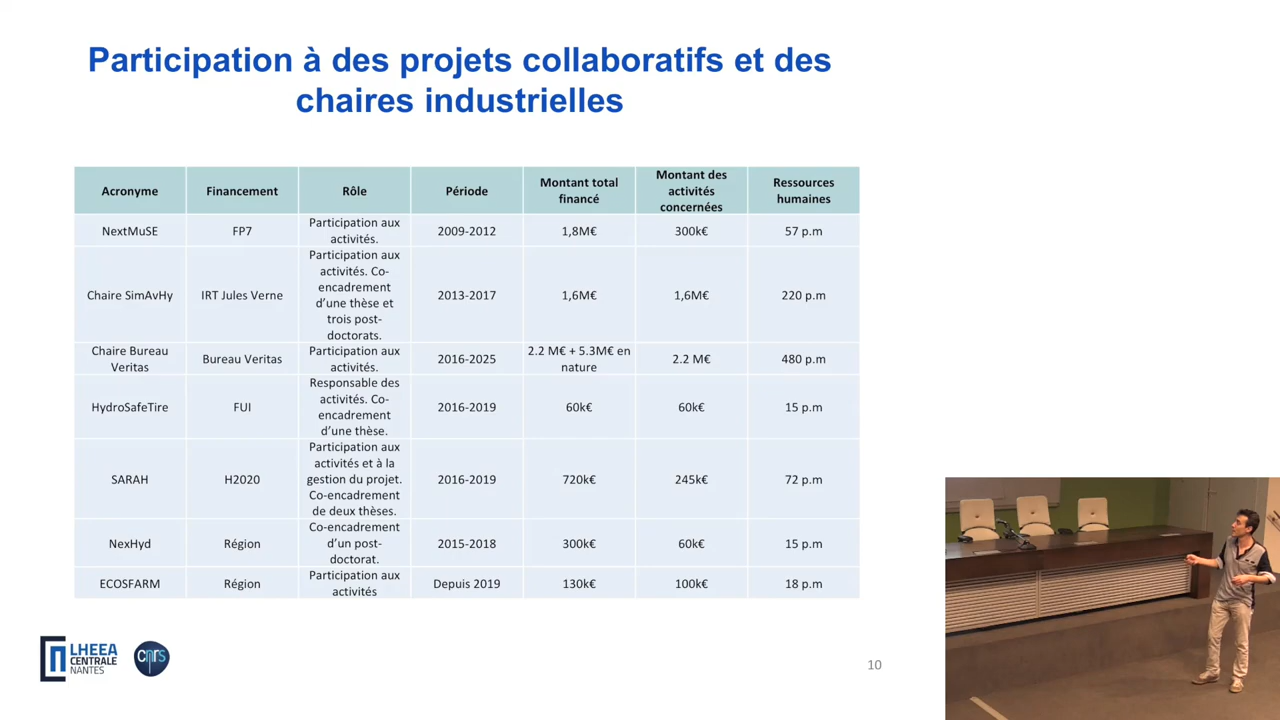 Participation à des projets collaboratifs et des
chaires industrielles
Acronyme Financement Rôle Période Montant total financé Montant des activités concernées Ressources humaines
NextMuSE FP7 Participation aux activités. 2009-2012 1,8M€ 300k€ 57 p.m
Chaire SimAvHy IRT Jules Verne Participation aux activités. Co-encadrement d’une thèse et trois post-doctorats. 2013-2017 1,6M€ 1,6M€ 220 p.m
Chaire Bureau Veritas Bureau Veritas Participation aux activités. 2016-2025 2.2 M€ + 5.3M€ en nature 2.2 M€ 480 p.m
HydroSafeTire FUI Responsable des activités. Co-encadrement d’une thèse. 2016-2019 60k€ 60k€ 15 p.m
SARAH H2020 Participation aux activités et à la gestion du projet. Co-encadrement de deux thèses. 2016-2019 720k€ 245k€ 72 p.m
NexHyd Région Co-encadrement d’un post-doctorat. 2015-2018 300k€ 60k€ 15 p.m
ECOSFARM Région Participation aux activités Depuis 2019 130k€ 100k€ 18 p.m
LHEEA
CENTRALE
NANTES
cnrs
10